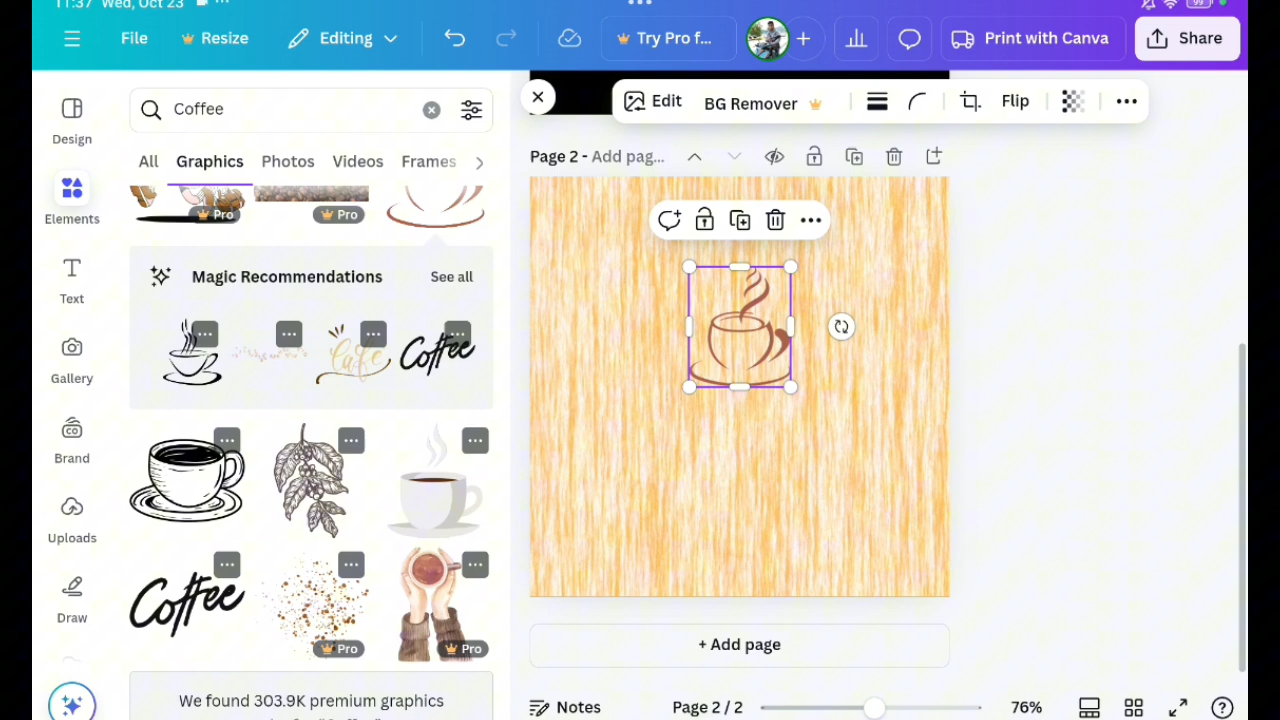 11:37 Wed, Oct 23
99
File
Resize
Editing
Try Pro f...
Print with Canva
Share
Design
Elements
Text
Gallery
Brand
Uploads
Draw
Coffee
All
Graphics
Photos
Videos
Frames
Pro
Pro
Magic Recommendations
See all
Cafe
Coffee
Coffee
Pro
Pro
We found 303.9K premium graphics
Edit
BG Remover
Flip
Page 2 - Add pag...
+ Add page
Notes
Page 2 / 2
76%